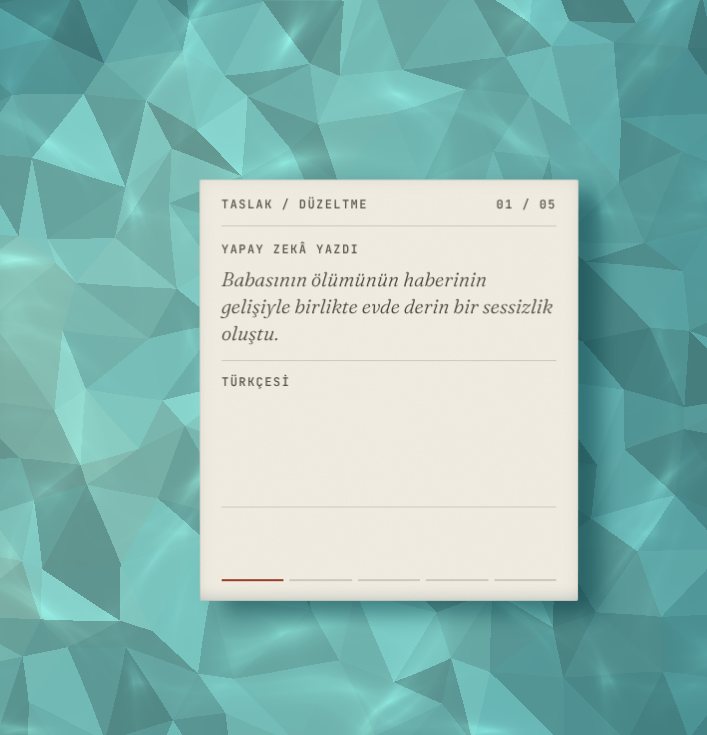 TASLAK / DÜZELTME 01 / 05
YAPAY ZEKÂ YAZDI
Babasının ölümünün haberinin
gelişiyle birlikte evde derin bir sessizlik
oluştu.
TÜRKÇESİ